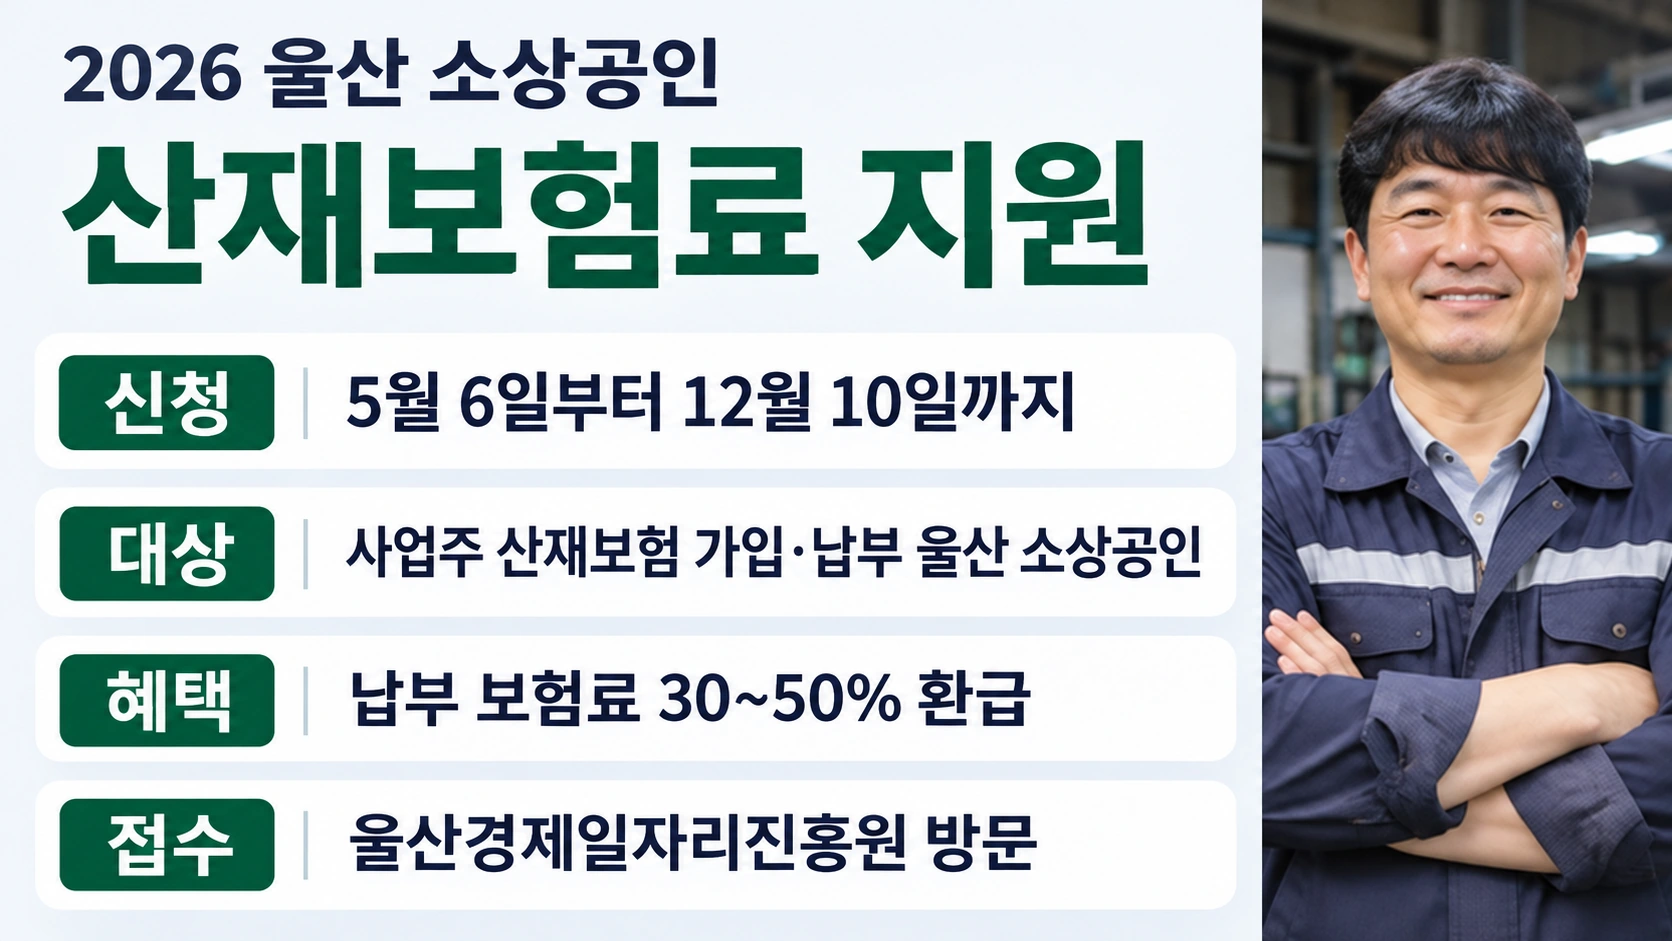 2026 울산 소상공인
산재보험료 지원
신청 5월 6일부터 12월 10일까지
대상 사업주 산재보험 가입·납부 울산 소상공인
혜택 납부 보험료 30~50% 환급
접수 울산경제일자리진흥원 방문